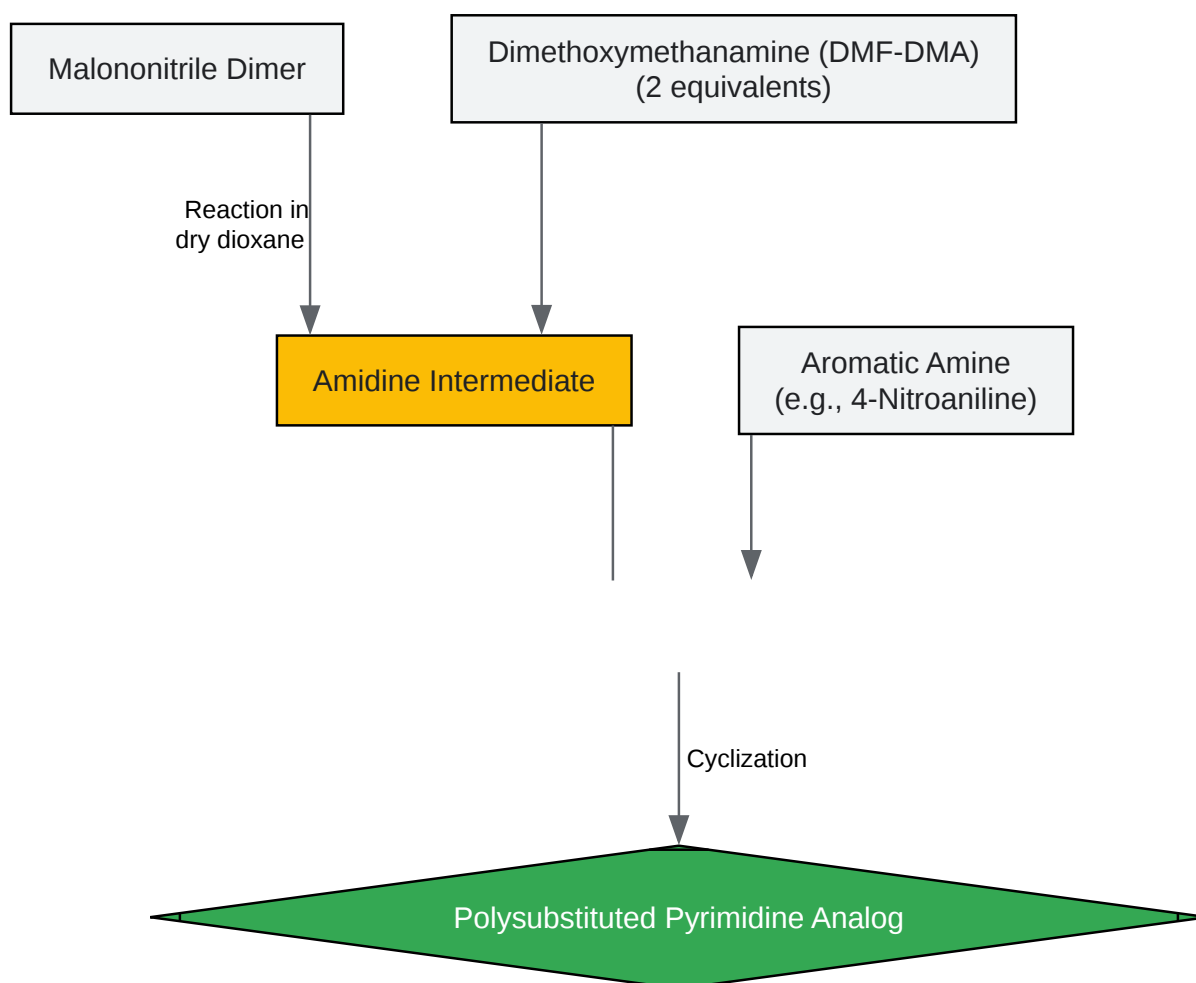 Malononitrile Dimer
Dimethoxymethanamine (DMF-DMA)
(2 equivalents)
Reaction in
dry dioxane
Amidine Intermediate
Aromatic Amine
(e.g., 4-Nitroaniline)
Cyclization
Polysubstituted Pyrimidine Analog